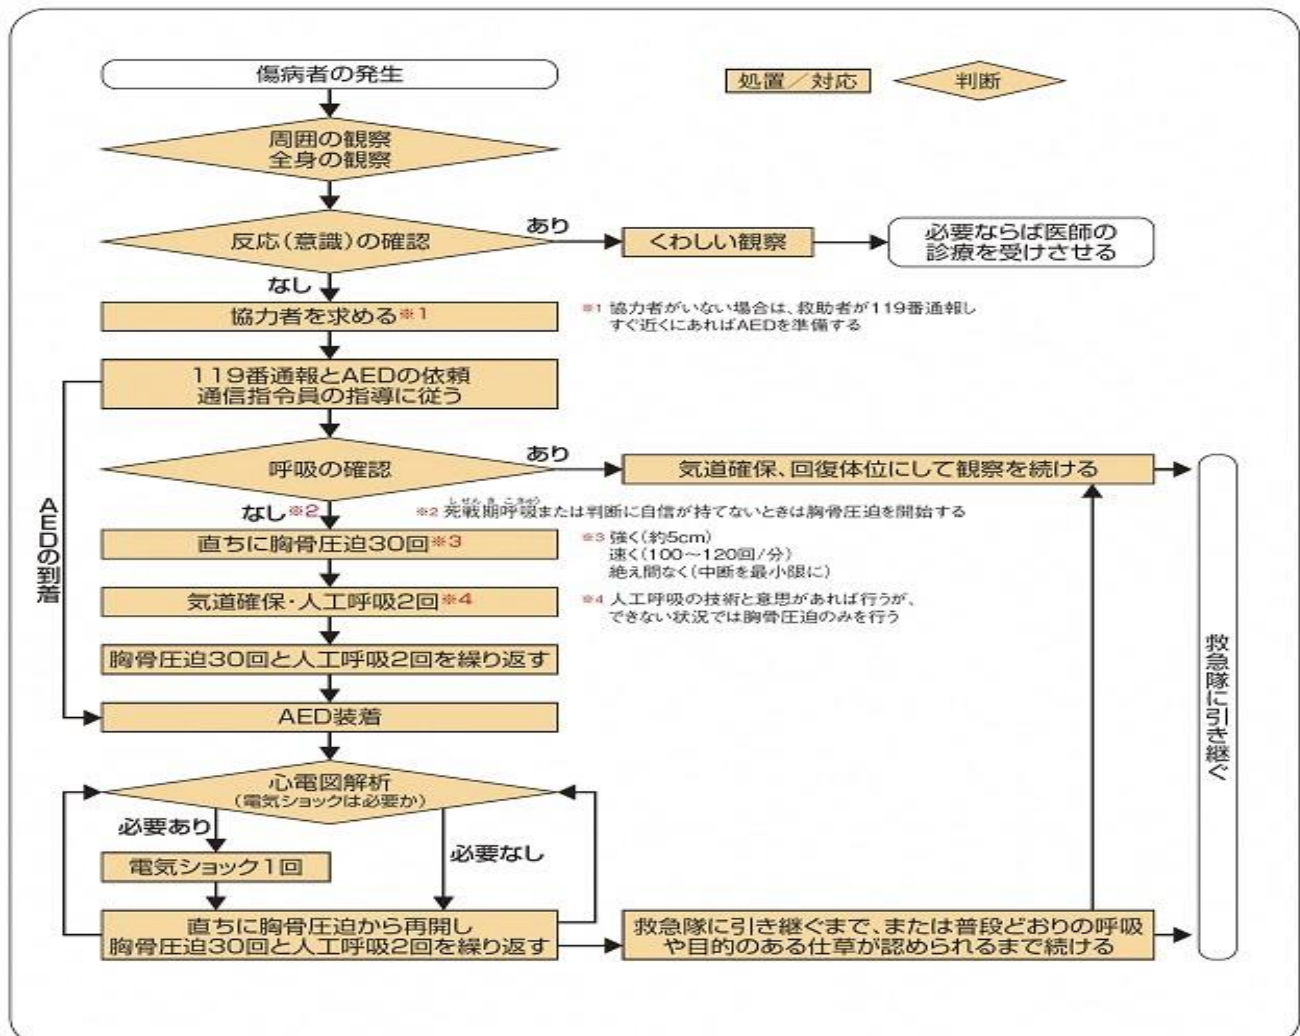 傷病者の発生
処置／対応
判断
周囲の観察
全身の観察
反応(意識)の確認
あり
くわしい観察
必要ならば医師の
診療を受けさせる
なし
協力者を求める※1
※1 協力者がいない場合は、救助者が119番通報し
すぐ近くにあればAEDを準備する
119番通報とAEDの依頼
通信指令員の指導に従う
呼吸の確認
あり
気道確保、回復体位にして観察を続ける
なし※2
しせんきこきゅう
※2 死戦期呼吸または判断に自信が持てないときは胸骨圧迫を開始する
AEDの到着
直ちに胸骨圧迫30回※3
※3 強く(約5cm)
速く(100〜120回/分)
絶え間なく(中断を最小限に)
気道確保・人工呼吸2回※4
※4 人工呼吸の技術と意思があれば行うが、
できない状況では胸骨圧迫のみを行う
胸骨圧迫30回と人工呼吸2回を繰り返す
救急隊に引き継ぐ
AED装着
心電図解析
(電気ショックは必要か)
必要あり
必要なし
電気ショック1回
直ちに胸骨圧迫から再開し
胸骨圧迫30回と人工呼吸2回を繰り返す
救急隊に引き継ぐまで、または普段どおりの呼吸
や目的のある仕草が認められるまで続ける